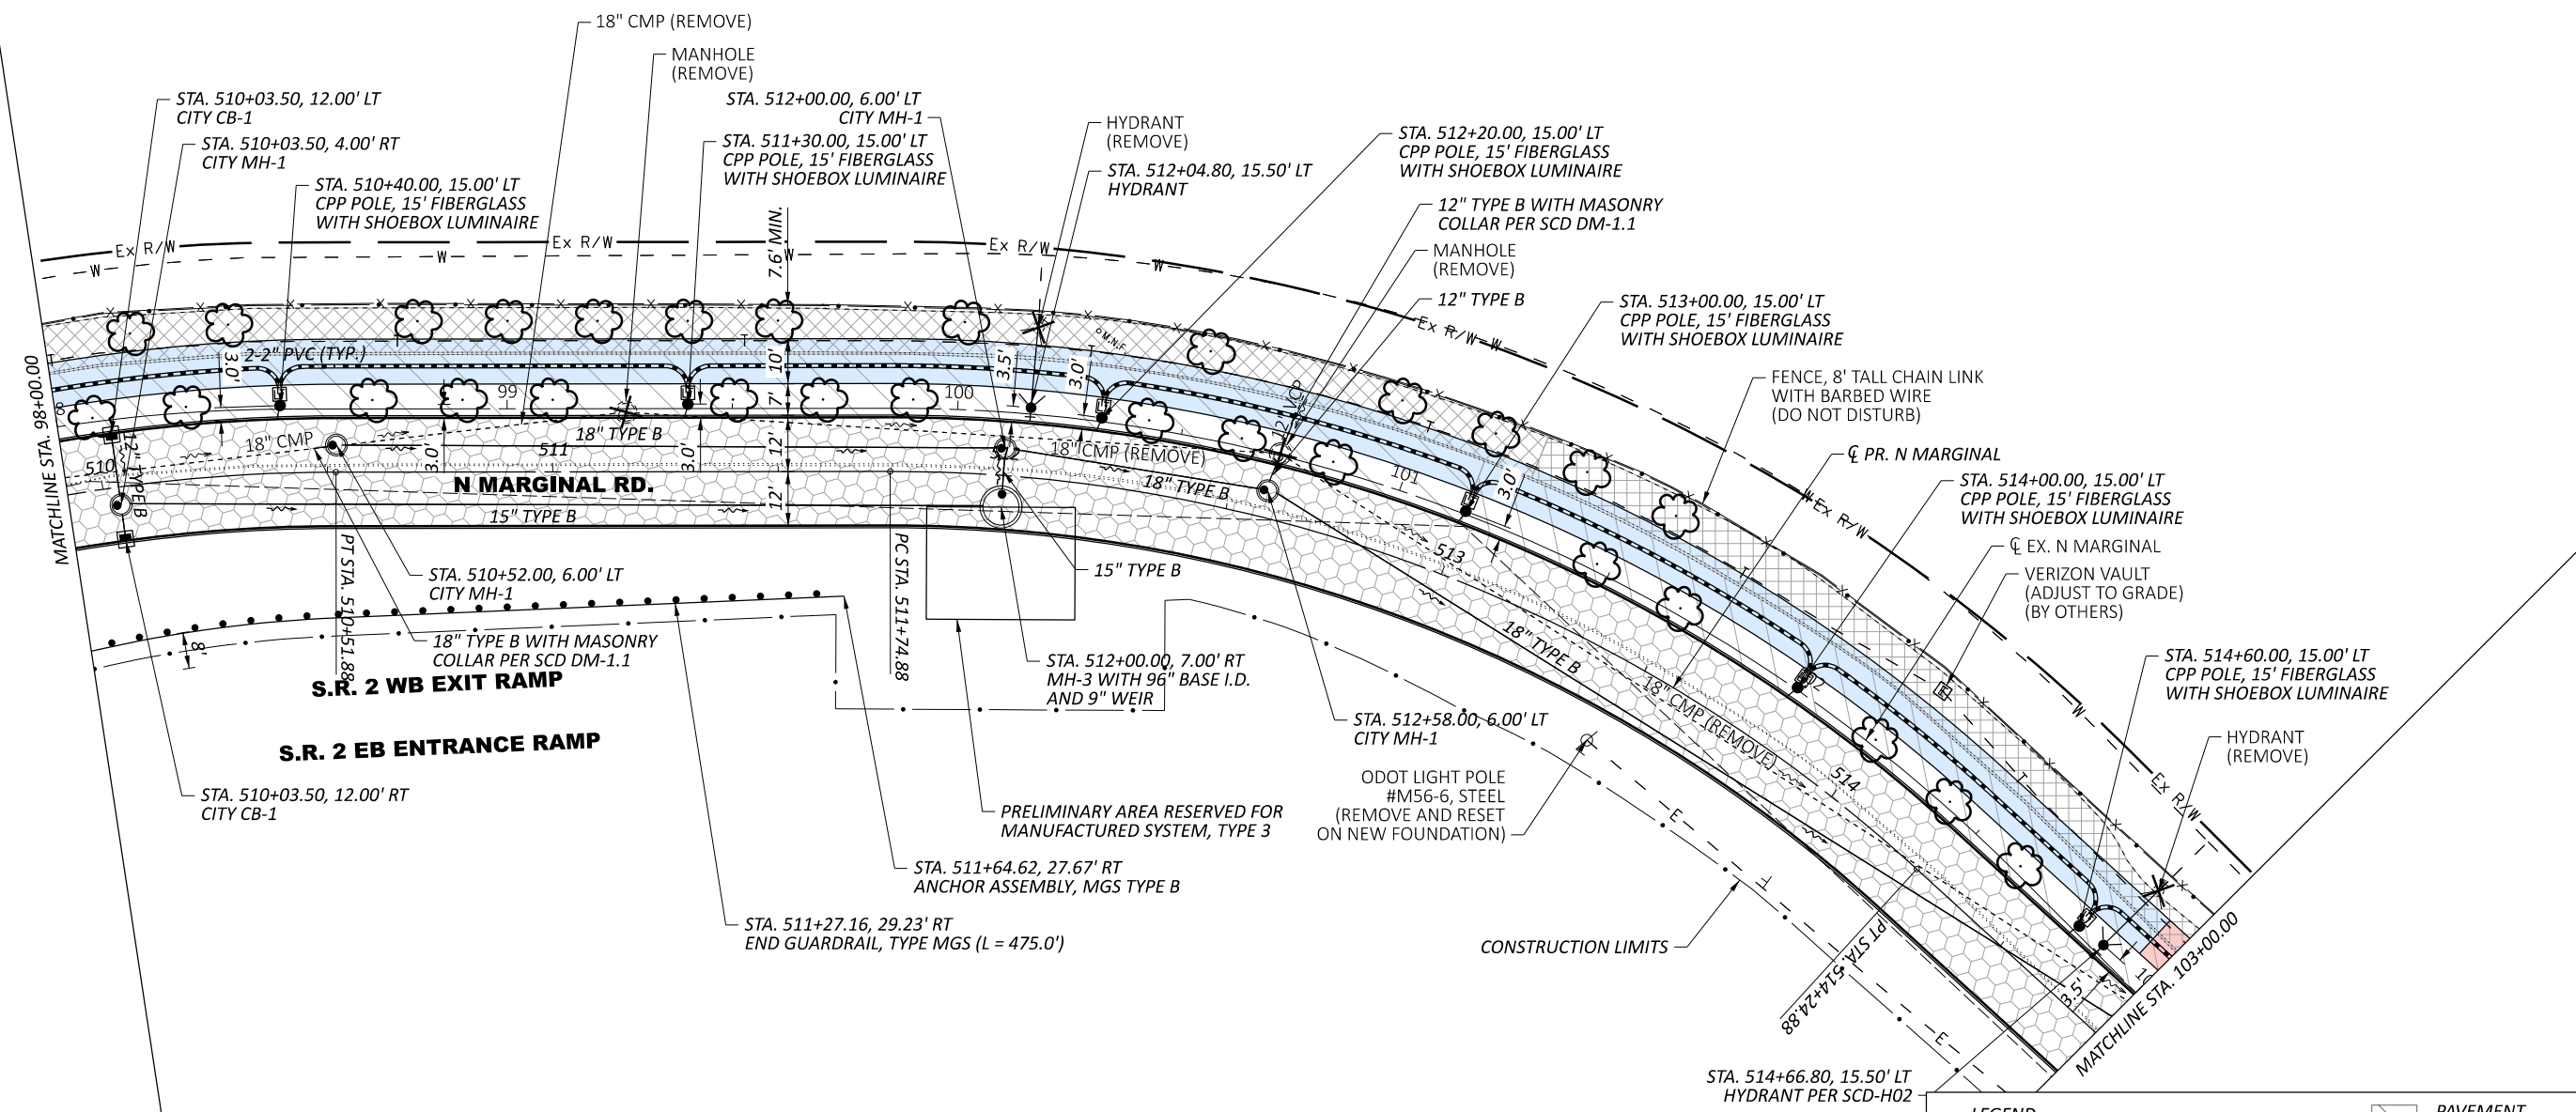 18" CMP (REMOVE)
MANHOLE
(REMOVE)
STA. 510+03.50, 12.00' LT
CITY CB-1
STA. 510+03.50, 4.00' RT
CITY MH-1
STA. 510+40.00, 15.00' LT
CPP POLE, 15' FIBERGLASS
WITH SHOEBOX LUMINAIRE
STA. 512+00.00, 6.00' LT
CITY MH-1
STA. 511+30.00, 15.00' LT
CPP POLE, 15' FIBERGLASS
WITH SHOEBOX LUMINAIRE
HYDRANT
(REMOVE)
STA. 512+04.80, 15.50' LT
HYDRANT
STA. 512+20.00, 15.00' LT
CPP POLE, 15' FIBERGLASS
WITH SHOEBOX LUMINAIRE
12" TYPE B WITH MASONRY
COLLAR PER SCD DM-1.1
MANHOLE
(REMOVE)
12" TYPE B
STA. 513+00.00, 15.00' LT
CPP POLE, 15' FIBERGLASS
WITH SHOEBOX LUMINAIRE
FENCE, 8' TALL CHAIN LINK
WITH BARBED WIRE
(DO NOT DISTURB)
℄ PR. N MARGINAL
STA. 514+00.00, 15.00' LT
CPP POLE, 15' FIBERGLASS
WITH SHOEBOX LUMINAIRE
℄ EX. N MARGINAL
VERIZON VAULT
(ADJUST TO GRADE)
(BY OTHERS)
STA. 514+60.00, 15.00' LT
CPP POLE, 15' FIBERGLASS
WITH SHOEBOX LUMINAIRE
HYDRANT
(REMOVE)
Ex R/W
Ex R/W
Ex R/W
Ex R/W
Ex R/W
Ex R/W
W
W
W
W
W
W
W
W
7.6' MIN.
10'
7'
12'
12'
MATCHLINE STA. 98+00.00
2-2" PVC (TYP.)
3.0'
3.0'
3.0'
3.5'
3.0'
3.0'
M.N.F.
99
100
101
18" CMP
18" TYPE B
18" CMP (REMOVE)
510
511
12" TYPE B
N MARGINAL RD.
15" TYPE B
18" TYPE B
513
18" TYPE B
18" CMP (REMOVE)
514
PT STA. 510+51.88
PC STA. 511+74.88
15" TYPE B
STA. 510+52.00, 6.00' LT
CITY MH-1
18" TYPE B WITH MASONRY
COLLAR PER SCD DM-1.1
8'
S.R. 2 WB EXIT RAMP
S.R. 2 EB ENTRANCE RAMP
STA. 512+00.00, 7.00' RT
MH-3 WITH 96" BASE I.D.
AND 9" WEIR
STA. 512+58.00, 6.00' LT
CITY MH-1
STA. 510+03.50, 12.00' RT
CITY CB-1
PRELIMINARY AREA RESERVED FOR
MANUFACTURED SYSTEM, TYPE 3
ODOT LIGHT POLE
#M56-6, STEEL
(REMOVE AND RESET
ON NEW FOUNDATION)
E
E
STA. 511+64.62, 27.67' RT
ANCHOR ASSEMBLY, MGS TYPE B
STA. 511+27.16, 29.23' RT
END GUARDRAIL, TYPE MGS (L = 475.0')
CONSTRUCTION LIMITS
PT STA. 514+24.88
3.5'
MATCHLINE STA. 103+00.00
STA. 514+66.80, 15.50' LT
HYDRANT PER SCD-H02
LEGEND
PAVEMENT